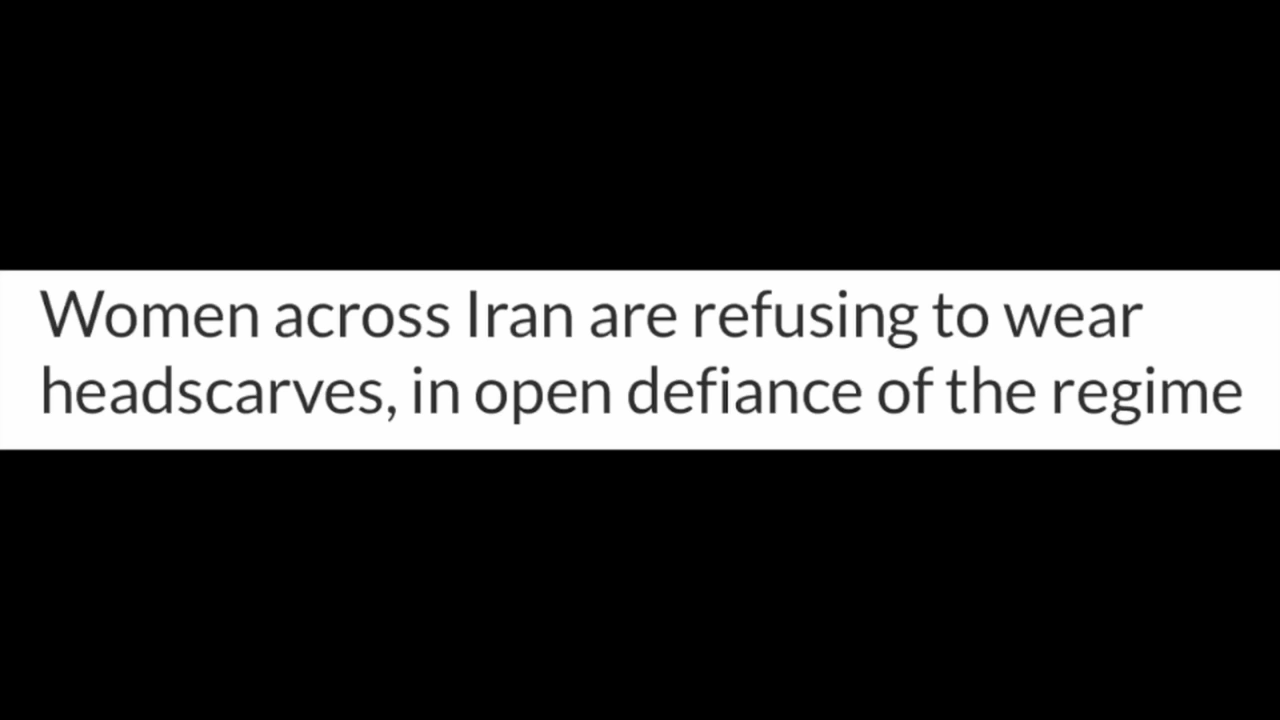 Women across Iran are refusing to wear
headscarves, in open defiance of the regime